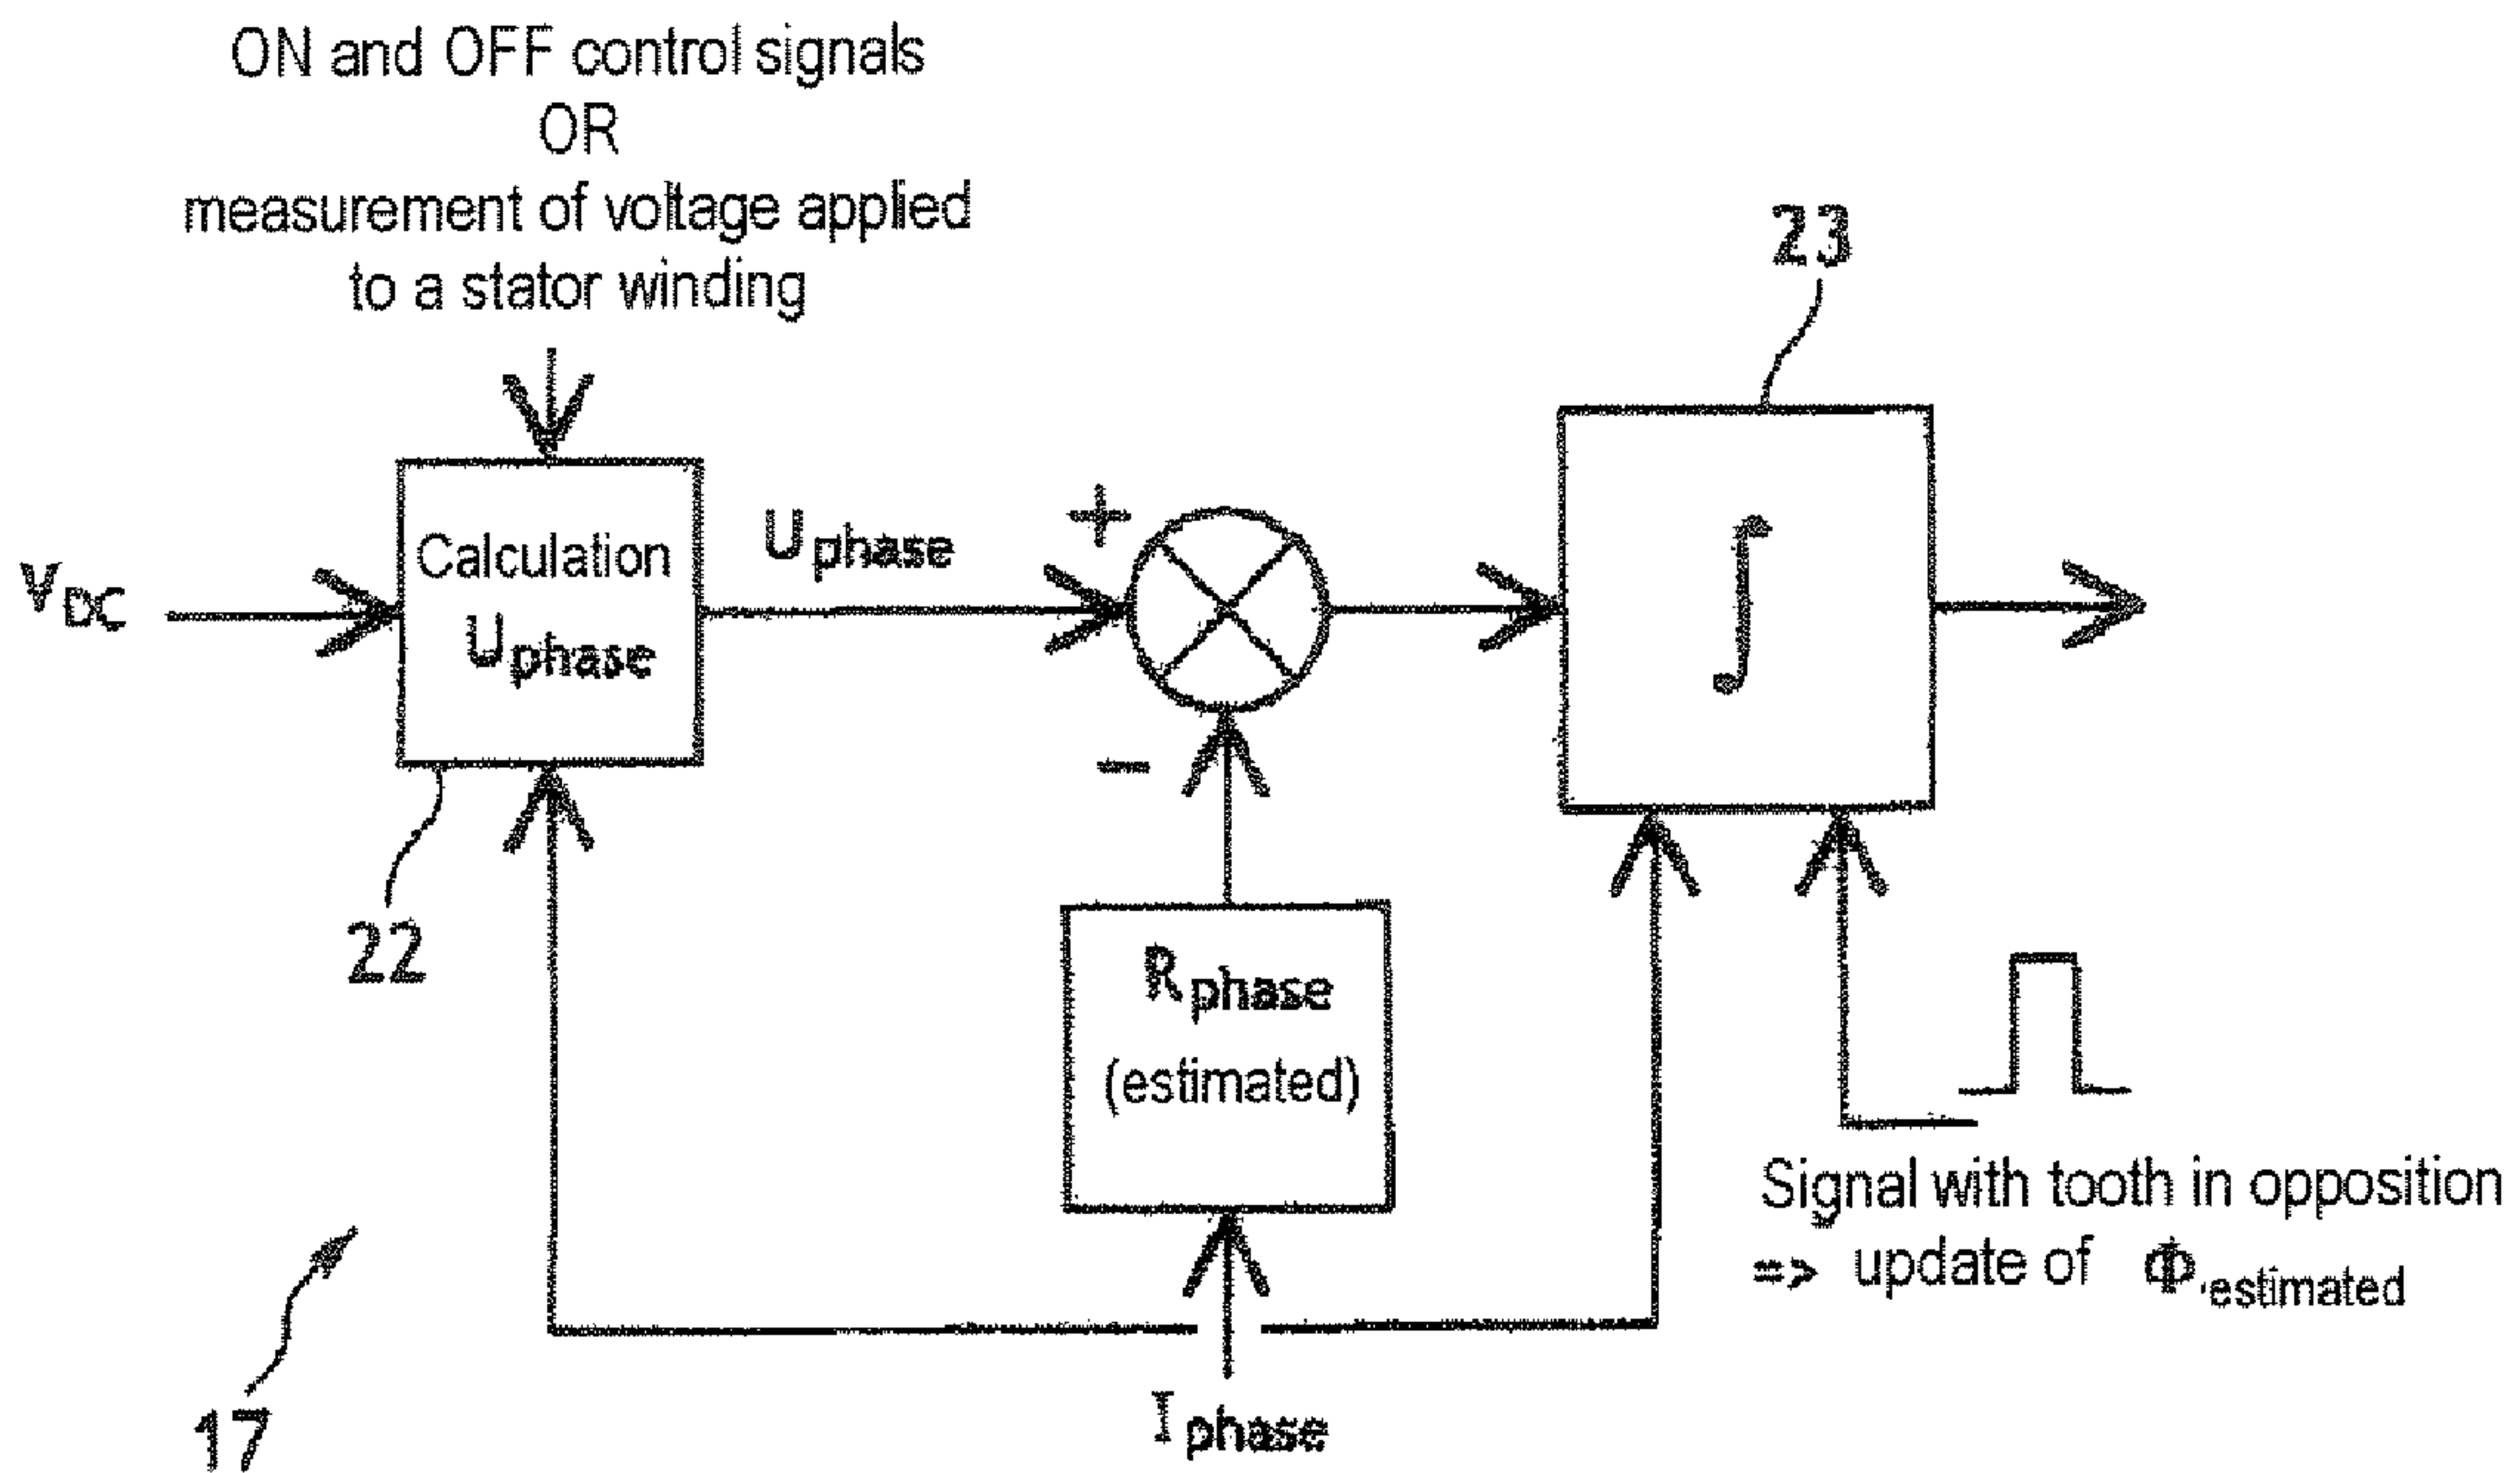 ON and OFF control signals
OR
measurement of voltage applied
to a stator winding
23
VDC
Calculation
Uphase
Uphase
+
∫
-
22
Rphase
(estimated)
Signal with tooth in opposition
=> update of Φestimated
17
Iphase